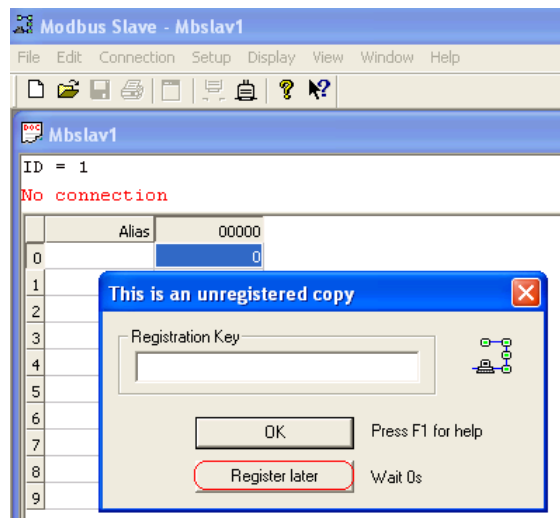 Modbus Slave - Mbslav1
File Edit Connection Setup Display View Window Help
Mbslav1
ID = 1
No connection
Alias 00000
0 0
1
This is an unregistered copy
2
3 Registration Key
4
5
6
OK Press F1 for help
7
8 Register later Wait 0s
9